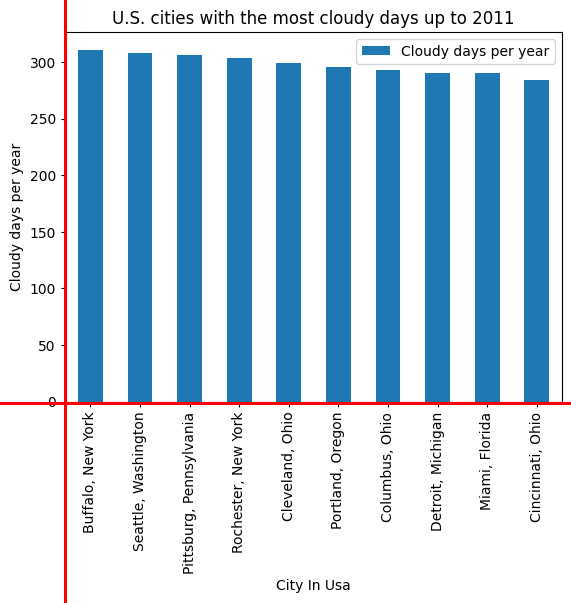 U.S. cities with the most cloudy days up to 2011
Cloudy days per year
Cloudy days per year
300
250
200
150
100
50
0
Buffalo, New York
Seattle, Washington
Pittsburg, Pennsylvania
Rochester, New York
Cleveland, Ohio
Portland, Oregon
Columbus, Ohio
Detroit, Michigan
Miami, Florida
Cincinnati, Ohio
City In Usa